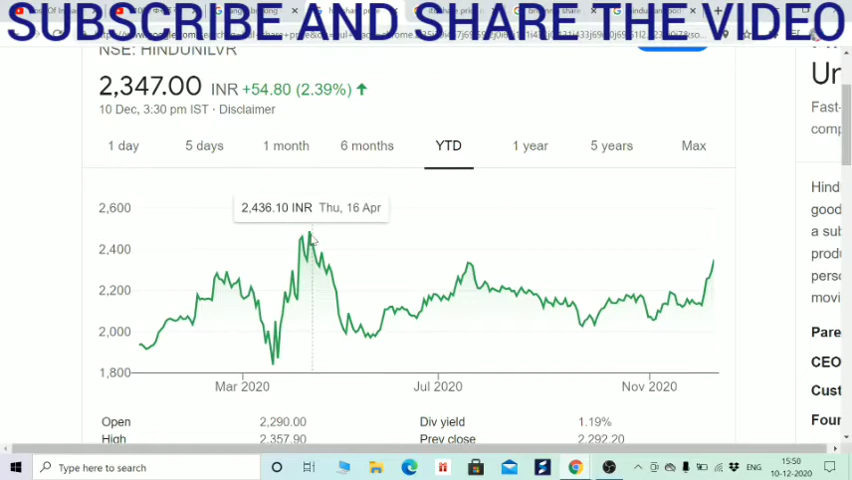 SUBSCRIBE AND SHARE THE VIDEO
NSE: HINDUNILVR
2,347.00 INR +54.80 (2.39%) ↑
10 Dec, 3:30 pm IST · Disclaimer
1 day 5 days 1 month 6 months YTD 1 year 5 years Max
2,436.10 INR Thu, 16 Apr
2,600
2,400
2,200
2,000
1,800
Mar 2020 Jul 2020 Nov 2020
Open 2,290.00 Div yield 1.19%
High 2,357.90 Prev close 2,292.20
Un
Fast-
comp
Hind
good
a sub
produ
perso
movi
Pare
CEO
Cust
Foun
Type here to search
ENG
15:50
10-12-2020